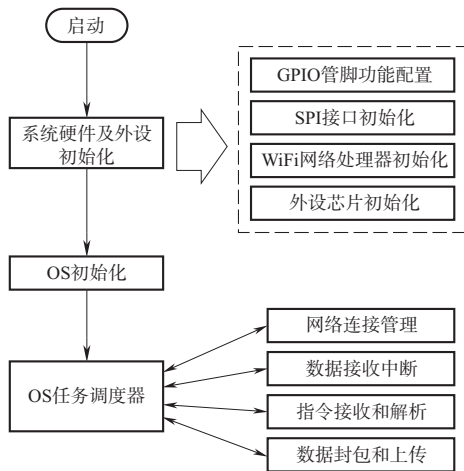 启动
系统硬件及外设
初始化
GPIO管脚功能配置
SPI接口初始化
WiFi网络处理器初始化
外设芯片初始化
OS初始化
OS任务调度器
网络连接管理
数据接收中断
指令接收和解析
数据封包和上传